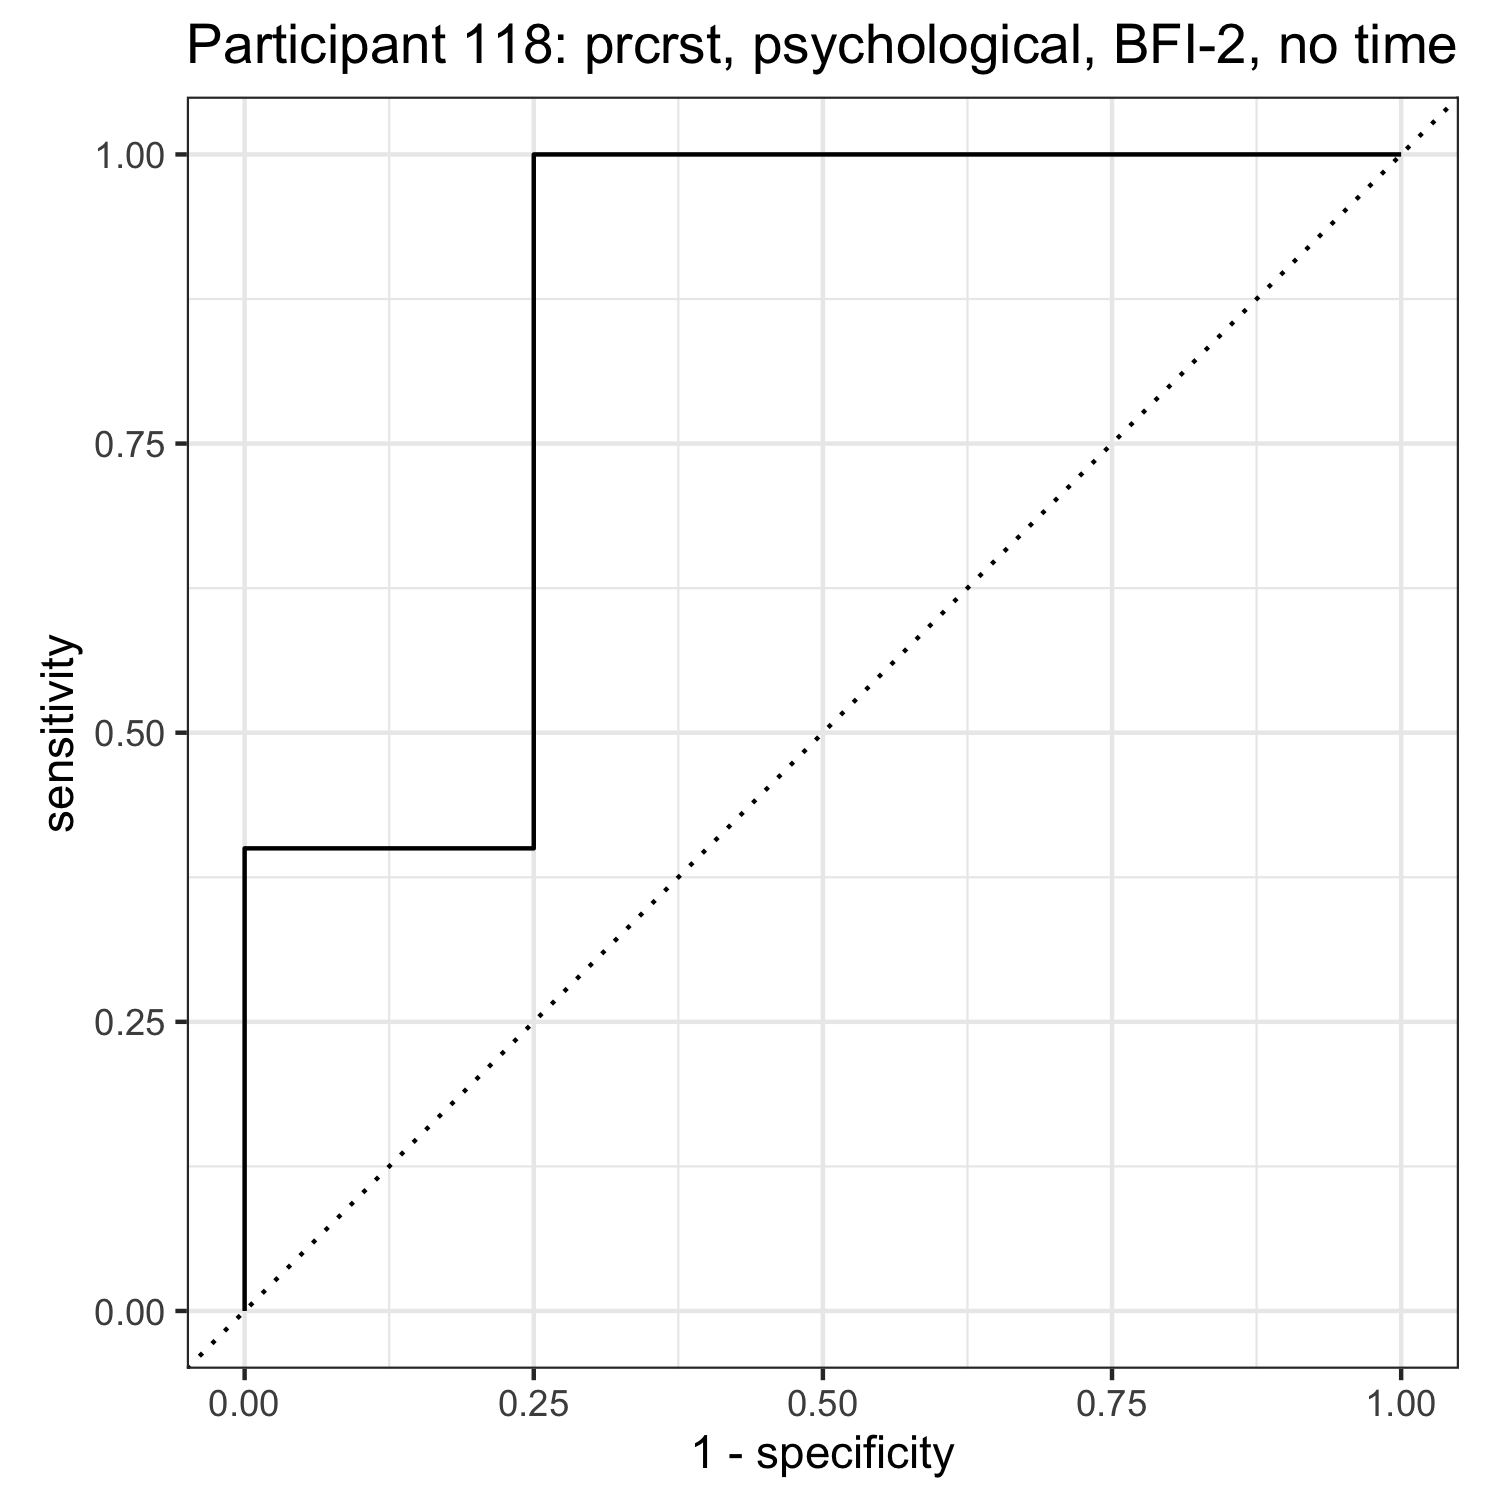 Participant 118: prcrst, psychological, BFI-2, no time
1.00
0.75
0.50
0.25
0.00
sensitivity
0.00 0.25 0.50 0.75 1.00
1 - specificity